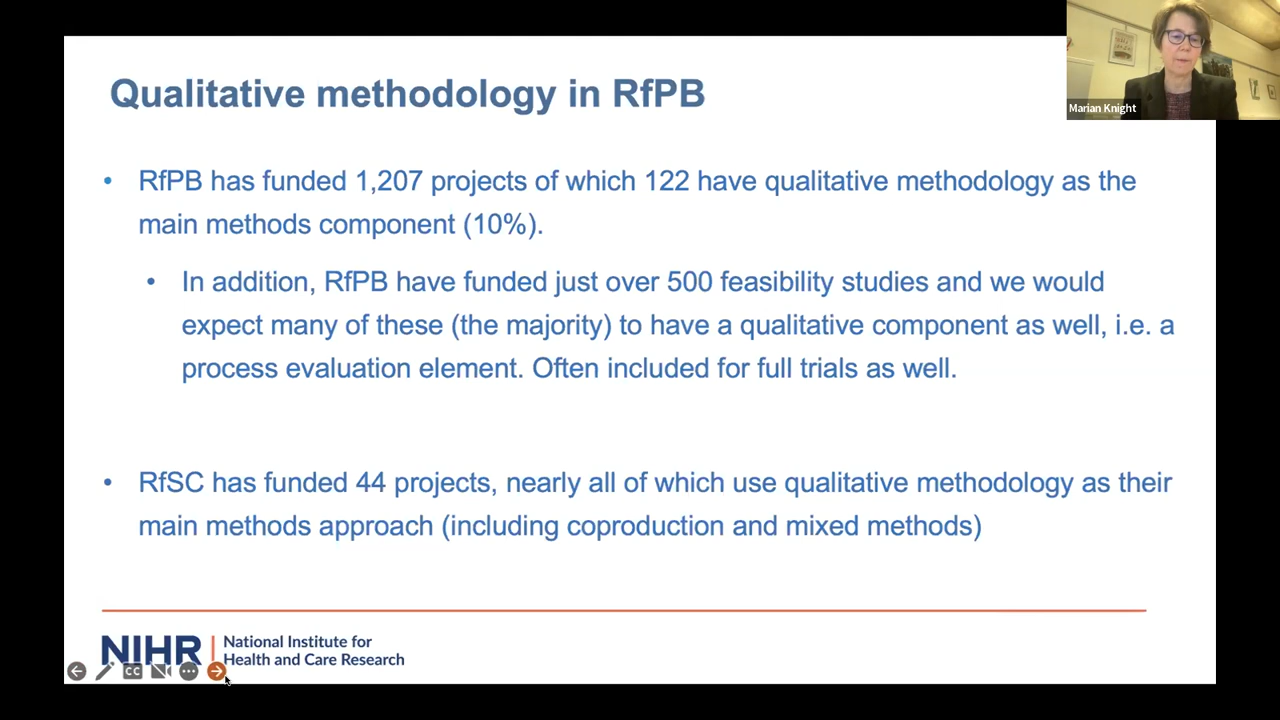 Qualitative methodology in RfPB
Marian Knight
• RfPB has funded 1,207 projects of which 122 have qualitative methodology as the
main methods component (10%).
• In addition, RfPB have funded just over 500 feasibility studies and we would
expect many of these (the majority) to have a qualitative component as well, i.e. a
process evaluation element. Often included for full trials as well.
• RfSC has funded 44 projects, nearly all of which use qualitative methodology as their
main methods approach (including coproduction and mixed methods)
NIHR | National Institute for
Health and Care Research
CC